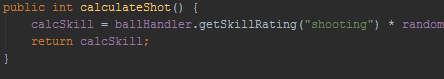 public int calculateShot() {
calcSkill = ballHandler.getSkillRating("shooting") * random
return calcSkill;
}